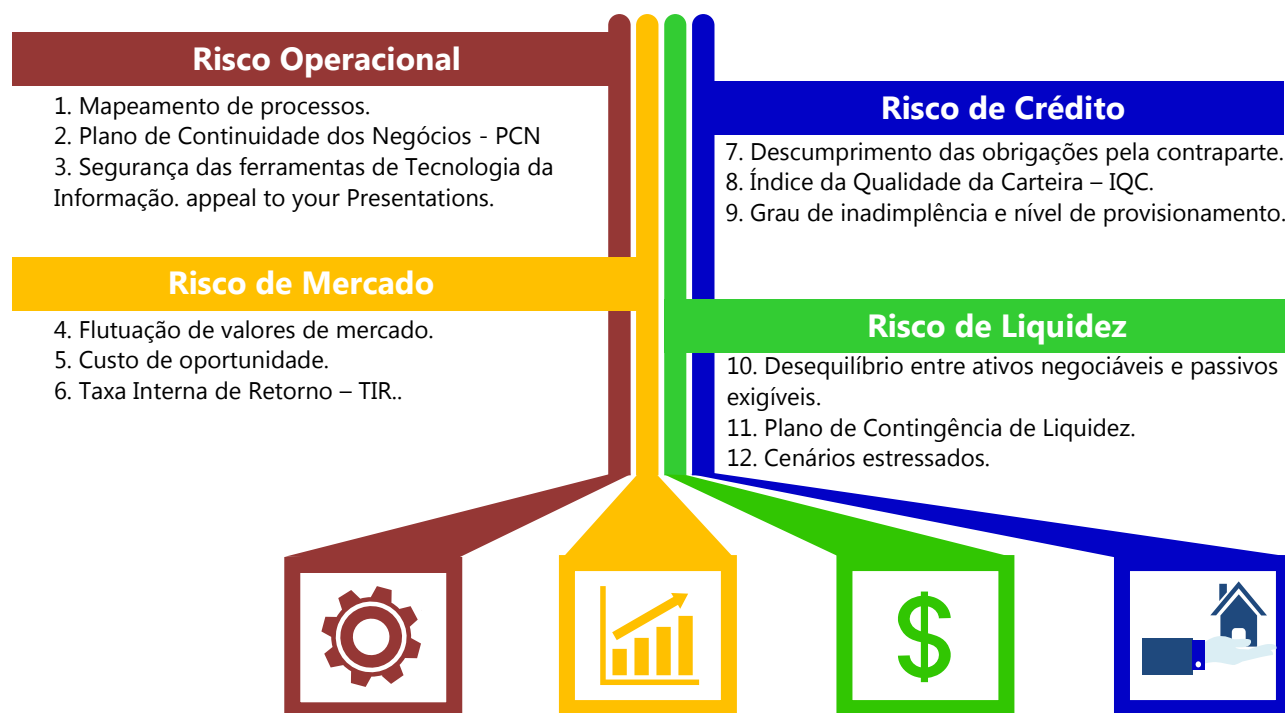 Risco Operacional
1. Mapeamento de processos.
2. Plano de Continuidade dos Negócios - PCN
3. Segurança das ferramentas de Tecnologia da
Informação. appeal to your Presentations.
Risco de Mercado
4. Flutuação de valores de mercado.
5. Custo de oportunidade.
6. Taxa Interna de Retorno – TIR..
Risco de Crédito
7. Descumprimento das obrigações pela contraparte.
8. Índice da Qualidade da Carteira – IQC.
9. Grau de inadimplência e nível de provisionamento.
Risco de Liquidez
10. Desequilíbrio entre ativos negociáveis e passivos
exigíveis.
11. Plano de Contingência de Liquidez.
12. Cenários estressados.
$